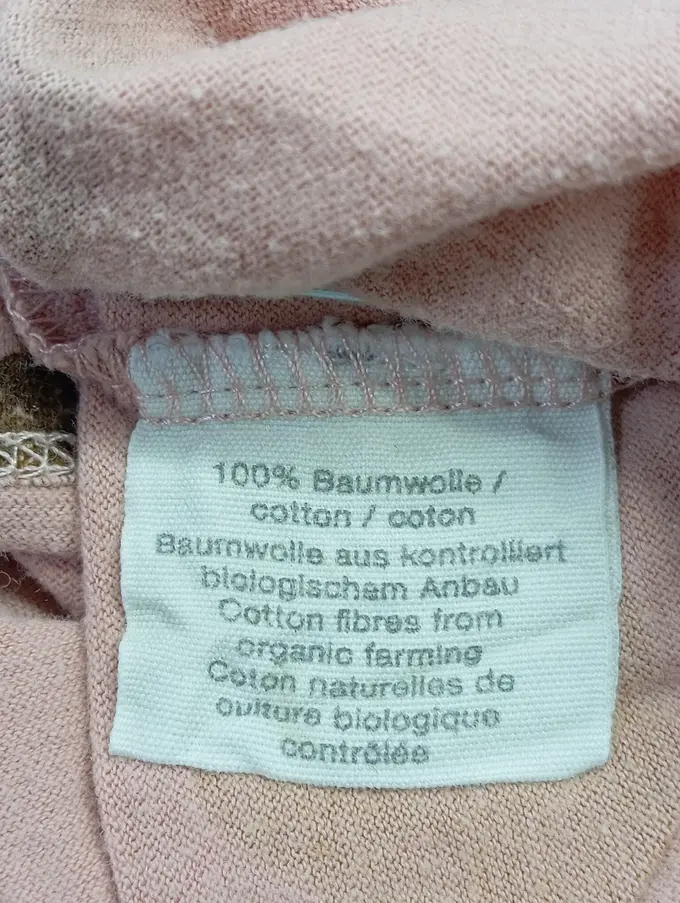 100% Baumwolle /
cotton / coton
Baumwolle aus kontrolliert
biologischem Anbau
Cotton fibres from
organic farming
Coton naturelles de
culture biologique
contrôlée